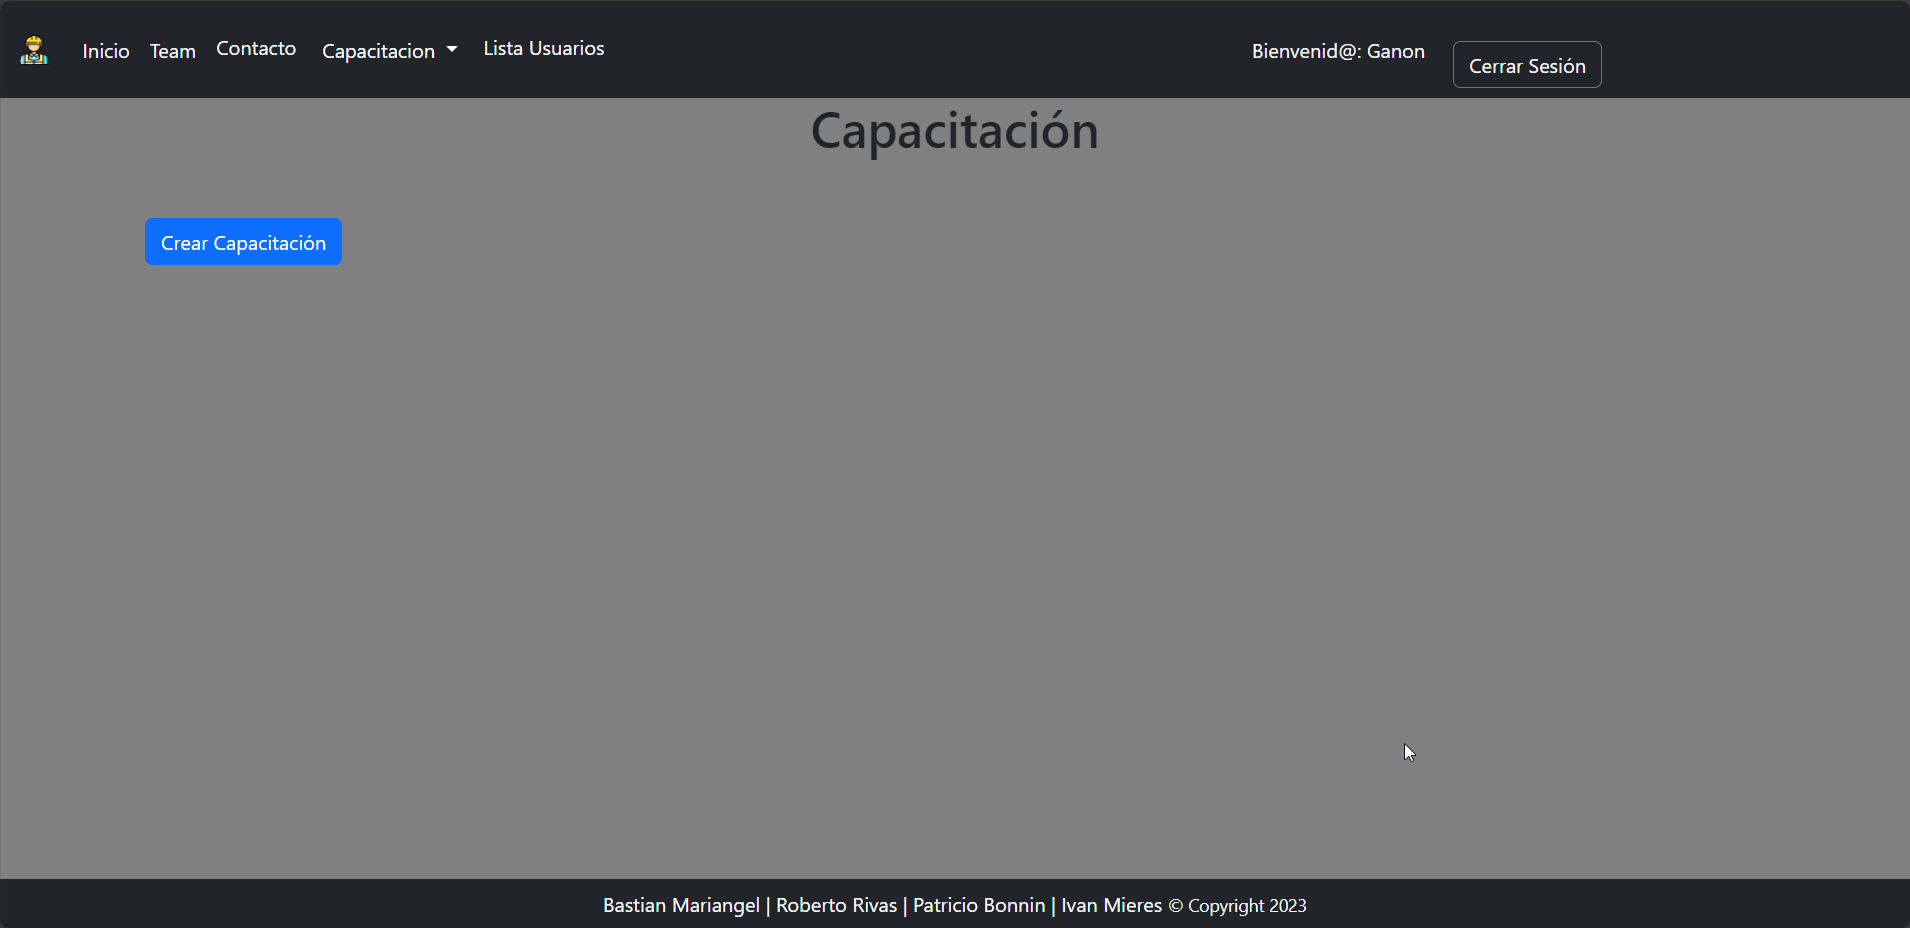 Inicio Team Contacto Capacitacion Lista Usuarios Bienvenid@: Ganon Cerrar Sesión
Capacitación
Crear Capacitación
Bastian Mariangel | Roberto Rivas | Patricio Bonnin | Ivan Mieres © Copyright 2023